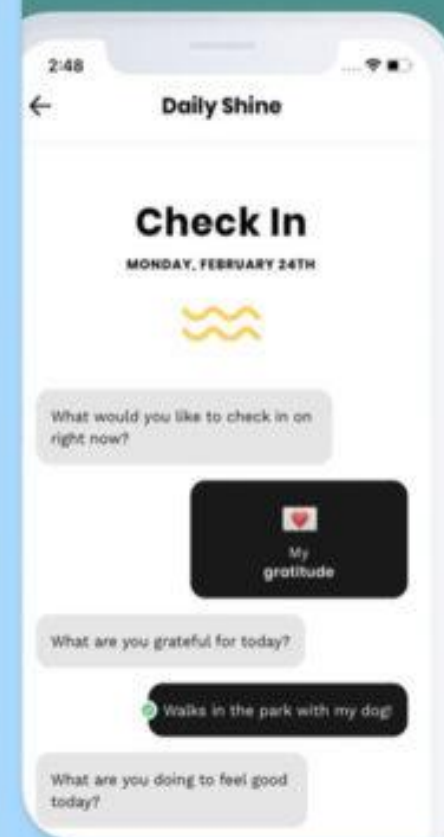 2:48
Daily Shine
Check In
MONDAY, FEBRUARY 24TH
What would you like to check in on
right now?
My
gratitude
What are you grateful for today?
Walks in the park with my dog!
What are you doing to feel good
today?